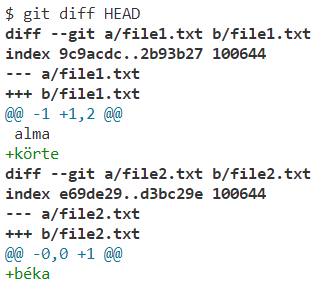 $ git diff HEAD
diff --git a/file1.txt b/file1.txt
index 9c9acdc..2b93b27 100644
--- a/file1.txt
+++ b/file1.txt
@@ -1 +1,2 @@
 alma
+körte
diff --git a/file2.txt b/file2.txt
index e69de29..d3bc29e 100644
--- a/file2.txt
+++ b/file2.txt
@@ -0,0 +1 @@
+béka